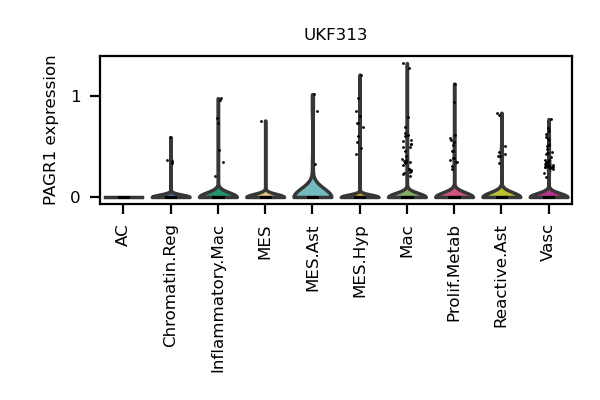 UKF313
PAGR1 expression
1
0
AC
Chromatin.Reg
Inflammatory.Mac
MES
MES.Ast
MES.Hyp
Mac
Prolif.Metab
Reactive.Ast
Vasc